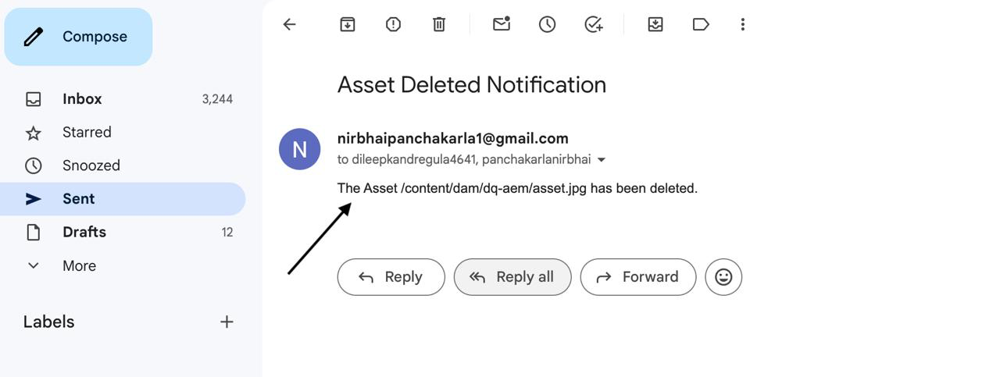 Compose
Inbox 3,244
Starred
Snoozed
Sent
Drafts 12
More
Labels
Asset Deleted Notification
N
nirbhaipanchakarla1@gmail.com
to dileepkandregula4641, panchakarlanirbhai
The Asset /content/dam/dq-aem/asset.jpg has been deleted.
Reply Reply all Forward